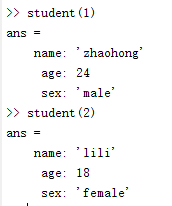 >> student(1)
ans =
name: 'zhaohong'
age: 24
sex: 'male'
>> student(2)
ans =
name: 'lili'
age: 18
sex: 'female'